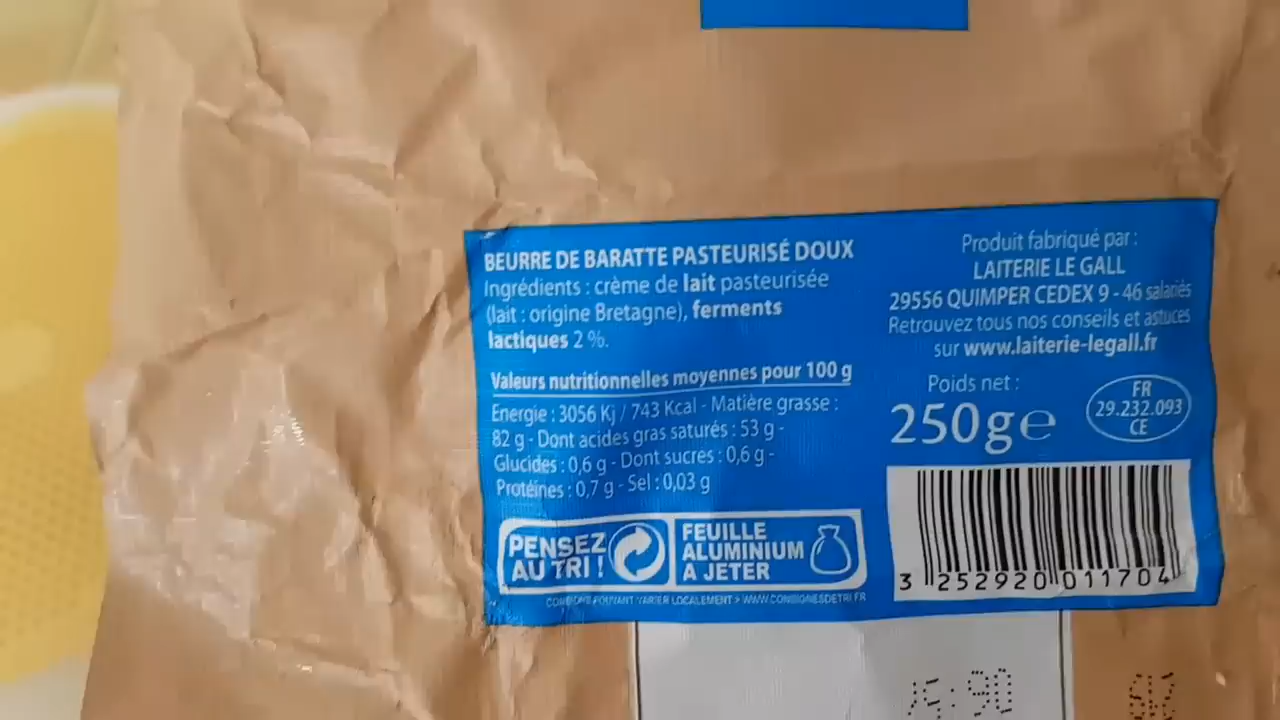 BEURRE DE BARATTE PASTEURISÉ DOUX
Ingrédients : crème de lait pasteurisée
(lait : origine Bretagne), ferments
lactiques 2 %.
Valeurs nutritionnelles moyennes pour 100 g
Energie : 3056 Kj / 743 Kcal - Matière grasse :
82 g - Dont acides gras saturés : 53 g -
Glucides : 0,6 g - Dont sucres : 0,6 g -
Protéines : 0,7 g - Sel : 0,03 g
PENSEZ
AU TRI !
FEUILLE
ALUMINIUM
À JETER
CONSIGNE POUVANT VARIER LOCALEMENT > WWW.CONSIGNESDETRI.FR
Produit fabriqué par :
LAITERIE LE GALL
29556 QUIMPER CEDEX 9 - 46 salariés
Retrouvez tous nos conseils et astuces
sur www.laiterie-legall.fr
Poids net :
250g℮
FR
29.232.093
CE
3 252920 011704